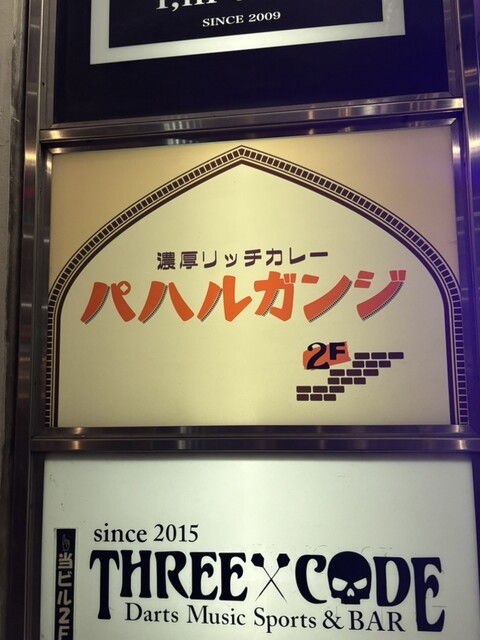 SINCE 2009
濃厚リッチカレー
パハルガンジ
2F
since 2015
THREE CODE
Darts Music Sports & BAR
当ビル2F